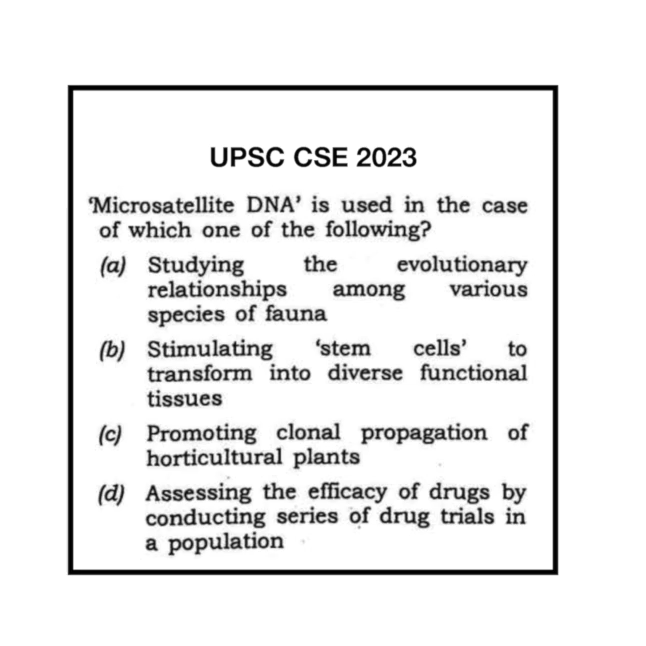 UPSC CSE 2023
'Microsatellite DNA' is used in the case
of which one of the following?
(a) Studying the evolutionary
relationships among various
species of fauna
(b) Stimulating 'stem cells' to
transform into diverse functional
tissues
(c) Promoting clonal propagation of
horticultural plants
(d) Assessing the efficacy of drugs by
conducting series of drug trials in
a population